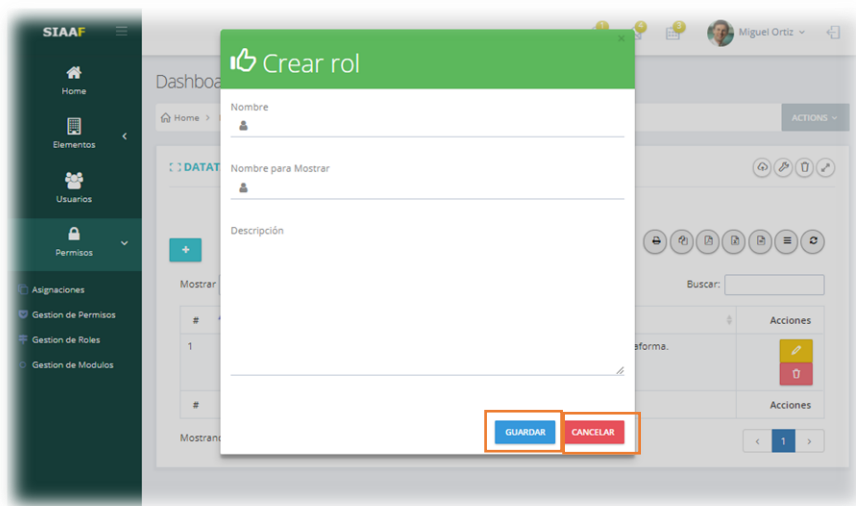 SIAAF
Miguel Ortiz
Home
Elementos
Usuarios
Permisos
Asignaciones
Gestion de Permisos
Gestion de Roles
Gestion de Modulos
Dashboa
Home >
ACTIONS
DATAT
Mostrar
Buscar:
#
Acciones
1
aforma.
#
Acciones
Mostrand
1
Crear rol
Nombre
Nombre para Mostrar
Descripción
GUARDAR
CANCELAR